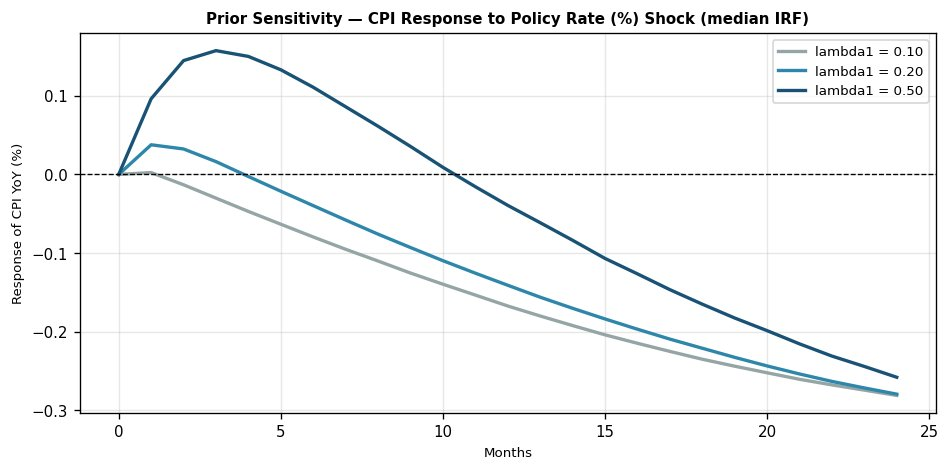 Prior Sensitivity — CPI Response to Policy Rate (%) Shock (median IRF)
lambda1 = 0.10
lambda1 = 0.20
lambda1 = 0.50
Response of CPI YoY (%)
0.1
0.0
−0.1
−0.2
−0.3
0 5 10 15 20 25
Months